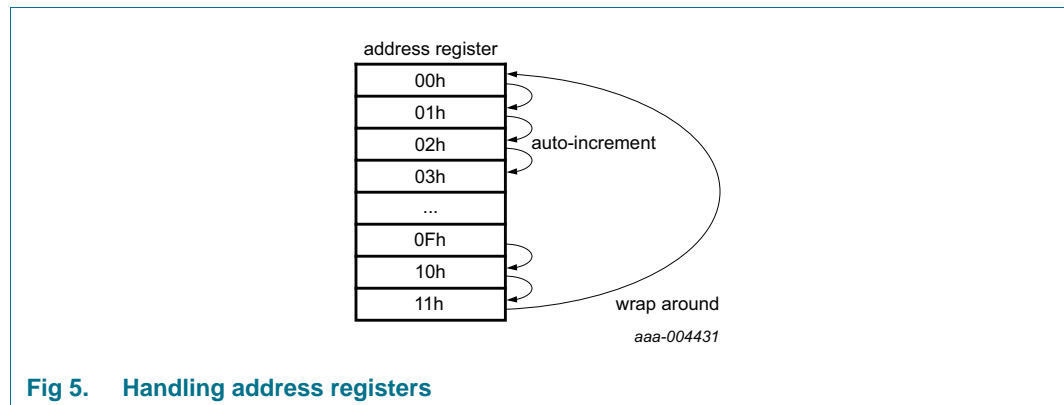 address register
00h
01h
02h
auto-increment
03h
...
0Fh
10h
11h
wrap around
aaa-004431
Fig 5. Handling address registers